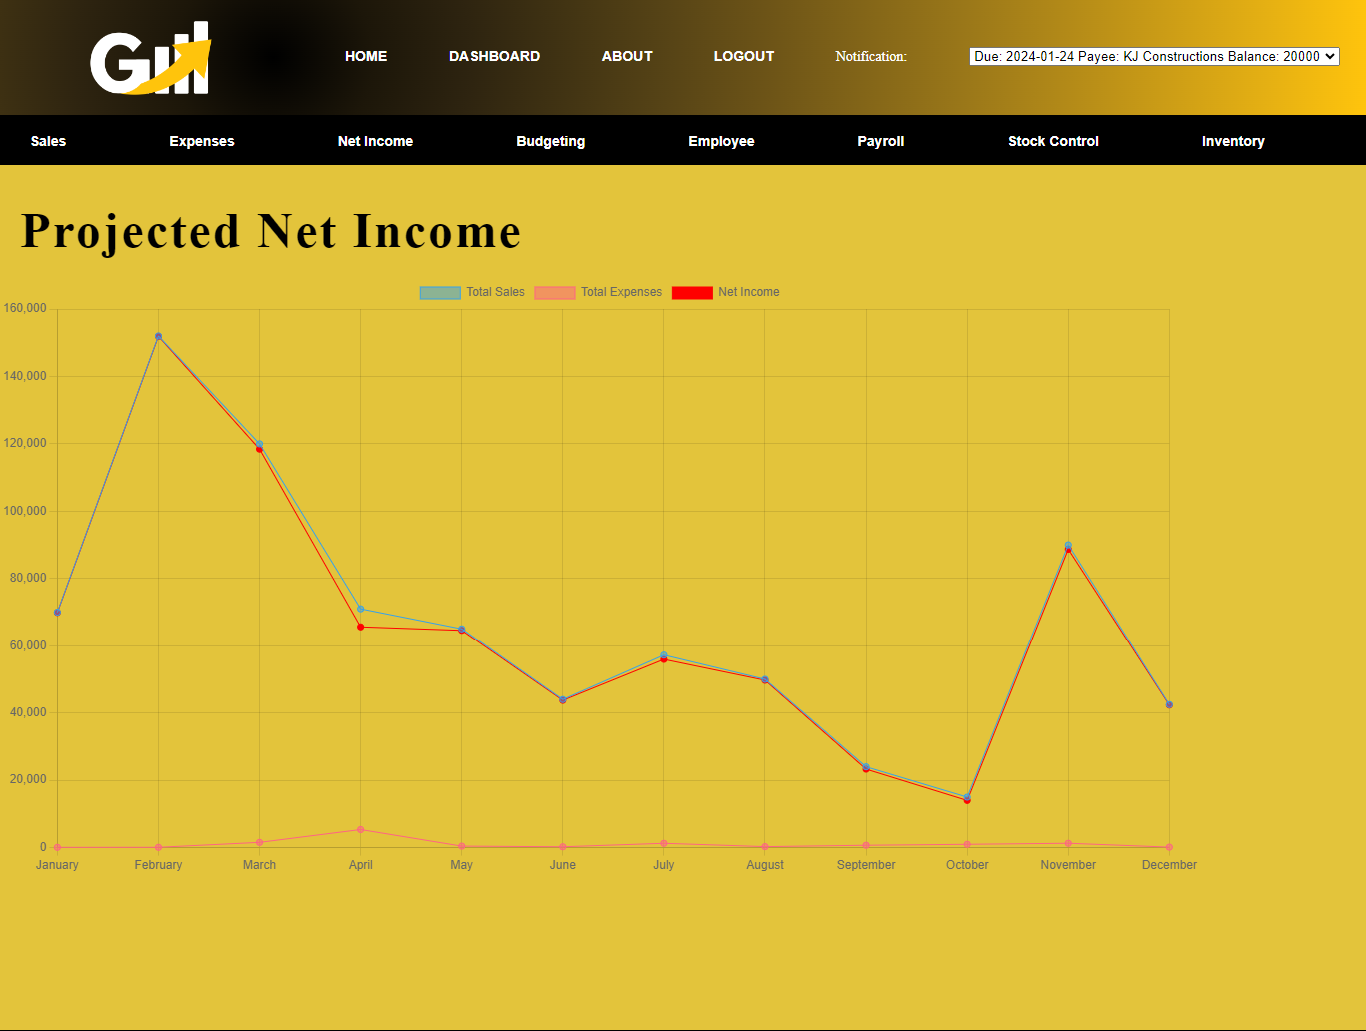 Gill
HOME DASHBOARD ABOUT LOGOUT Notification: Due: 2024-01-24 Payee: KJ Constructions Balance: 20000
Sales Expenses Net Income Budgeting Employee Payroll Stock Control Inventory
Projected Net Income
Total Sales Total Expenses Net Income
160,000
140,000
120,000
100,000
80,000
60,000
40,000
20,000
0
January February March April May June July August September October November December